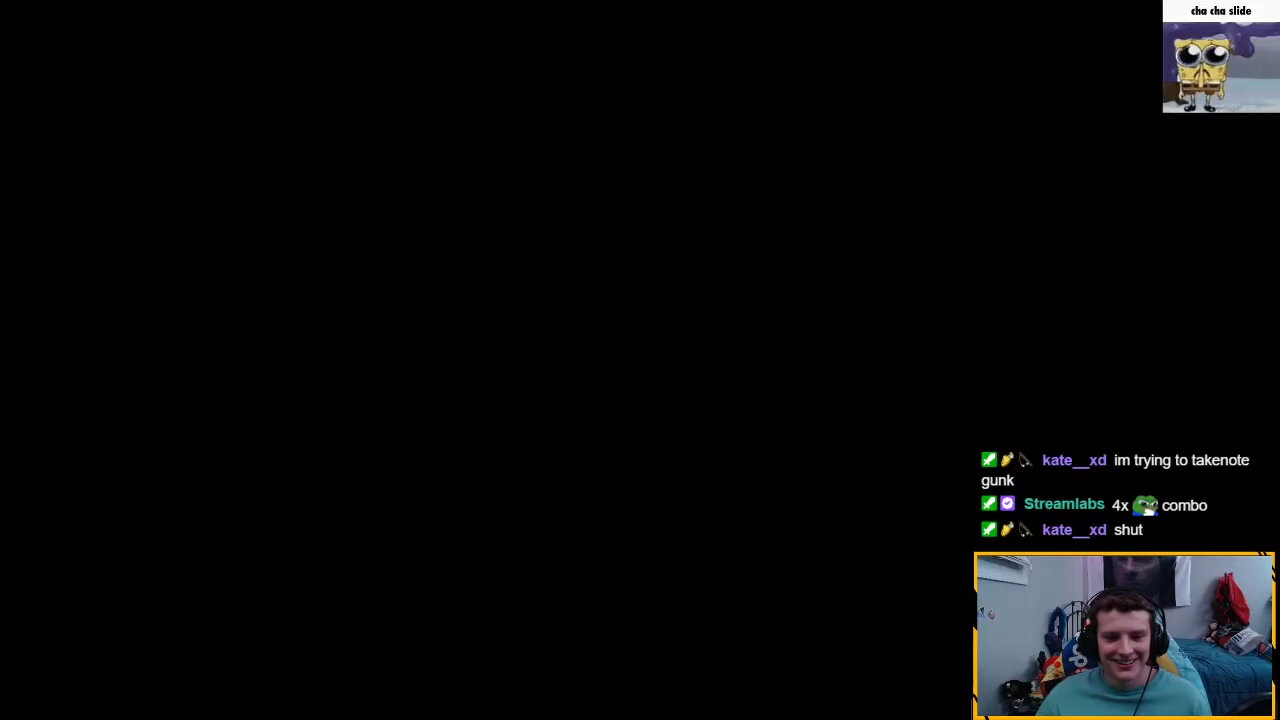 cha cha slide
kate__xd im trying to takenote
gunk
Streamlabs 4x combo
kate__xd shut